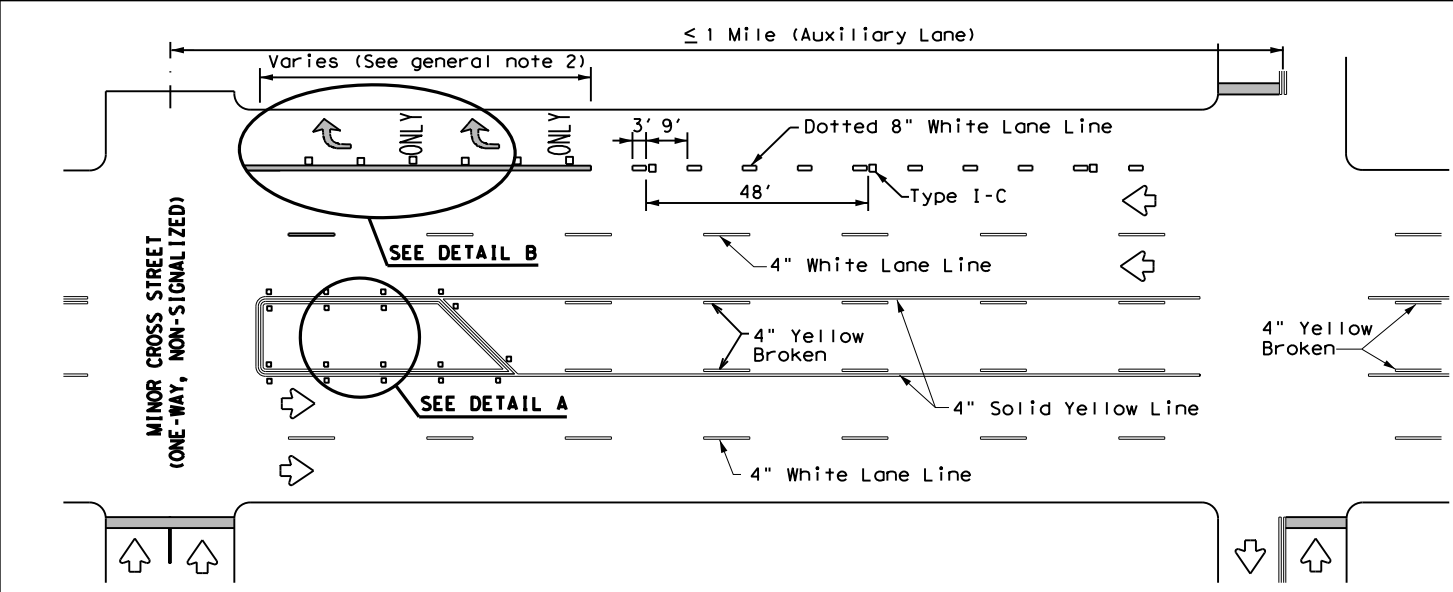 ≤ 1 Mile (Auxiliary Lane)
Varies (See general note 2)
ONLY
ONLY
3' 9'
Dotted 8" White Lane Line
48'
Type I-C
SEE DETAIL B
4" White Lane Line
MINOR CROSS STREET
(ONE-WAY, NON-SIGNALIZED)
4" Yellow
Broken
4" Yellow
Broken
SEE DETAIL A
4" Solid Yellow Line
4" White Lane Line